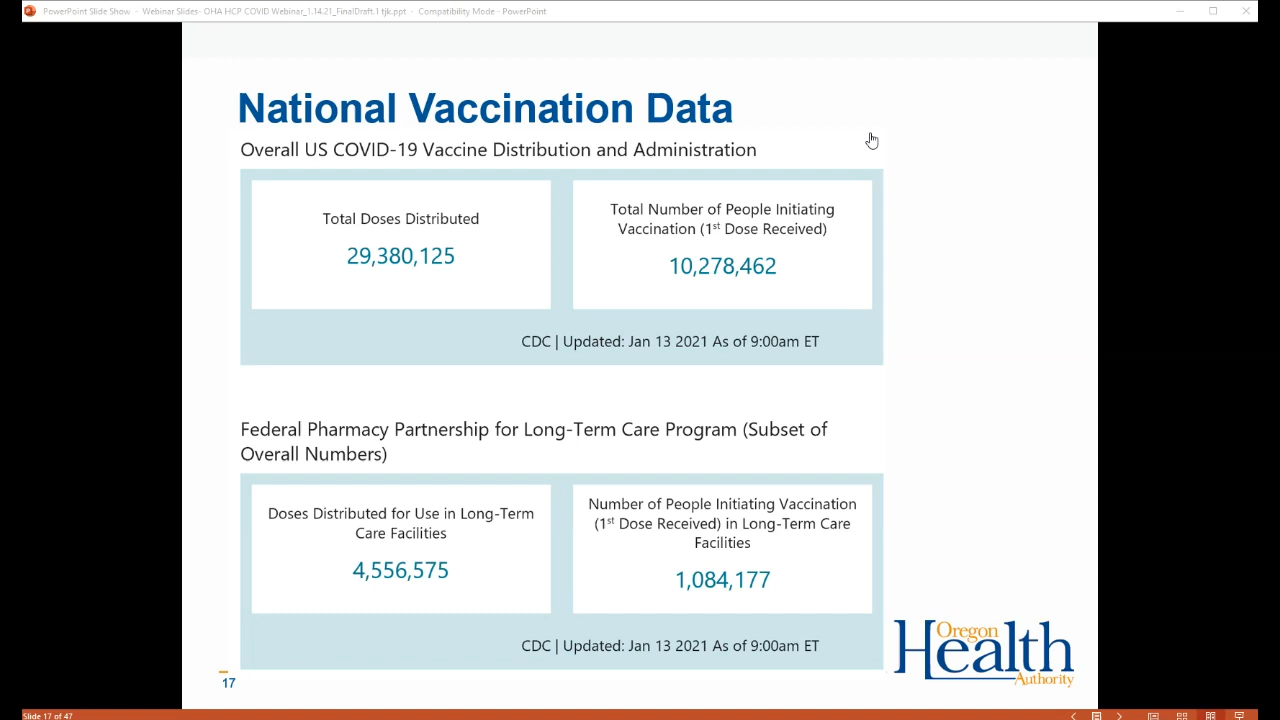 PowerPoint Slide Show - Webinar Slides- OHA HCP COVID Webinar_1.14.21_FinalDraft.1 tjk.ppt - Compatibility Mode - PowerPoint
National Vaccination Data
Overall US COVID-19 Vaccine Distribution and Administration
Total Doses Distributed
29,380,125
Total Number of People Initiating
Vaccination (1st Dose Received)
10,278,462
CDC | Updated: Jan 13 2021 As of 9:00am ET
Federal Pharmacy Partnership for Long-Term Care Program (Subset of
Overall Numbers)
Doses Distributed for Use in Long-Term
Care Facilities
4,556,575
Number of People Initiating Vaccination
(1st Dose Received) in Long-Term Care
Facilities
1,084,177
CDC | Updated: Jan 13 2021 As of 9:00am ET
Oregon
Health
Authority
17
Slide 17 of 47